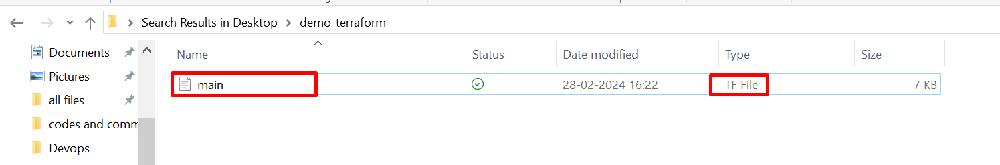 Search Results in Desktop > demo-terraform
Documents
Pictures
all files
codes and comm
Devops
Name Status Date modified Type Size
main 28-02-2024 16:22 TF File 7 KB